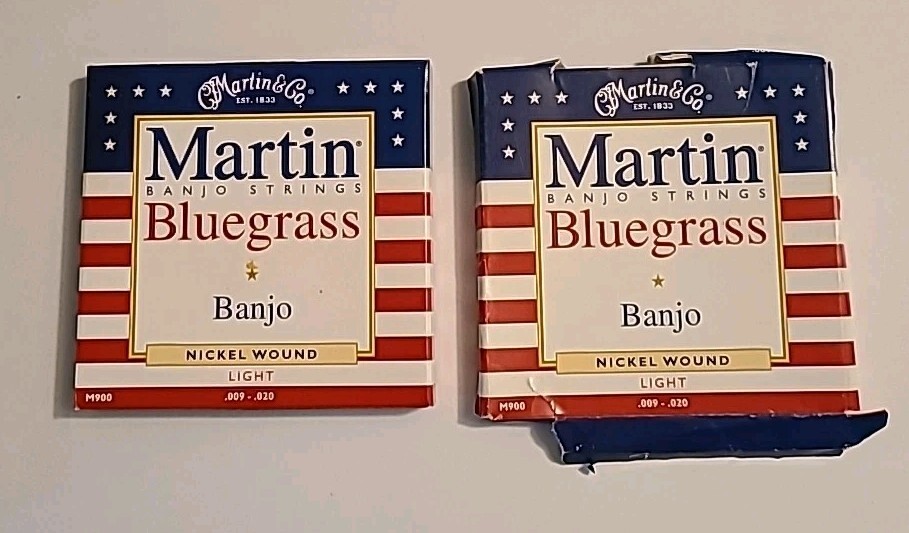 Martin & Co.®
EST. 1833
Martin®
BANJO STRINGS
Bluegrass
Banjo
NICKEL WOUND
LIGHT
M900 .009 - .020
Martin & Co.®
EST. 1833
Martin®
BANJO STRINGS
Bluegrass
Banjo
NICKEL WOUND
LIGHT
M900 .009 - .020